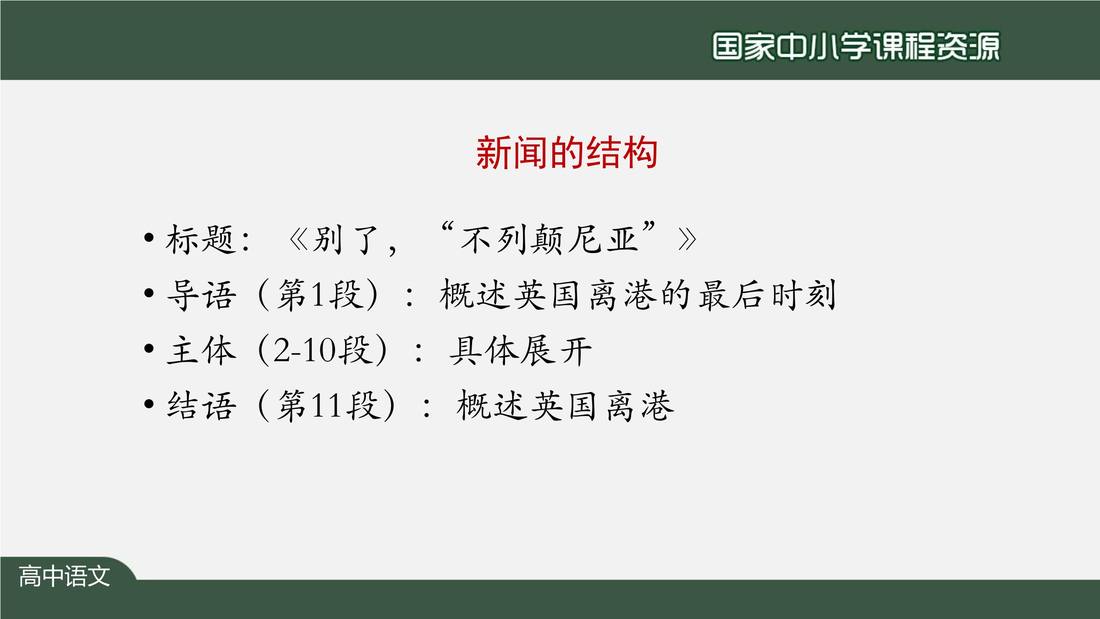 国家中小学课程资源
新闻的结构
• 标题：《别了，“不列颠尼亚”》
• 导语（第1段）：概述英国离港的最后时刻
• 主体（2-10段）：具体展开
• 结语（第11段）：概述英国离港
高中语文